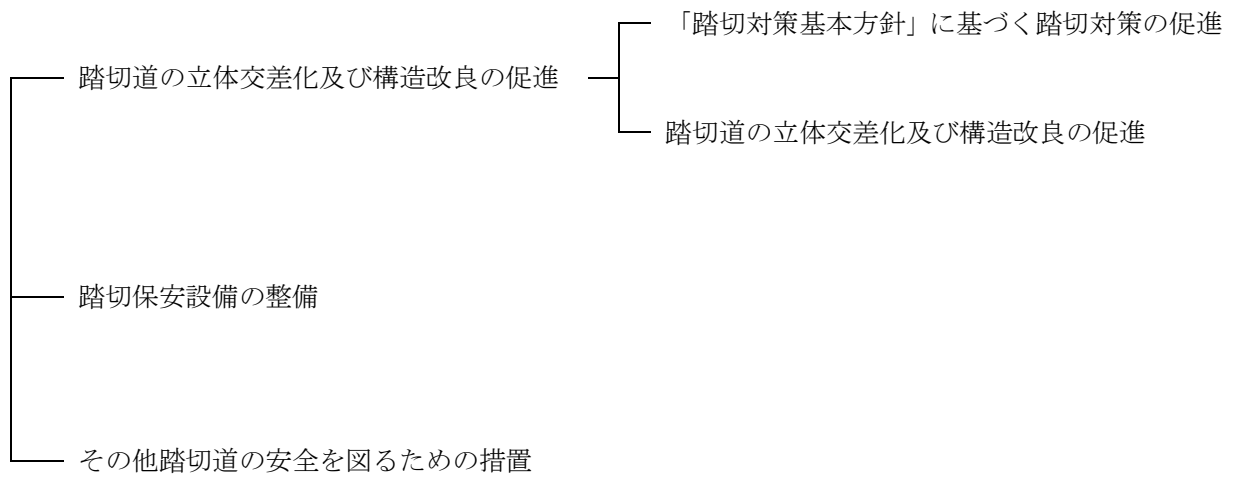 「踏切対策基本方針」に基づく踏切対策の促進
踏切道の立体交差化及び構造改良の促進
踏切道の立体交差化及び構造改良の促進
踏切保安設備の整備
その他踏切道の安全を図るための措置